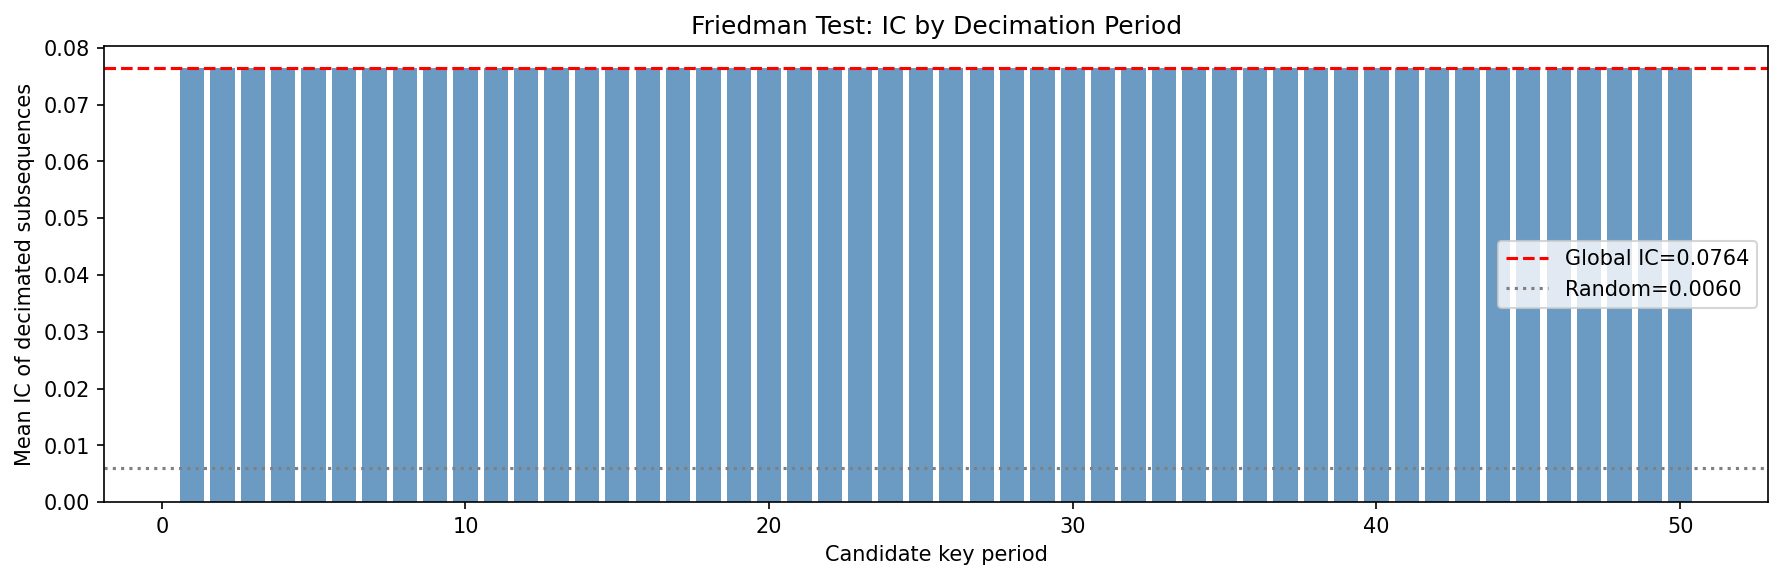 Friedman Test: IC by Decimation Period
Mean IC of decimated subsequences
0.08
0.07
0.06
0.05
0.04
0.03
0.02
0.01
0.00
Global IC=0.0764
Random=0.0060
0 10 20 30 40 50
Candidate key period